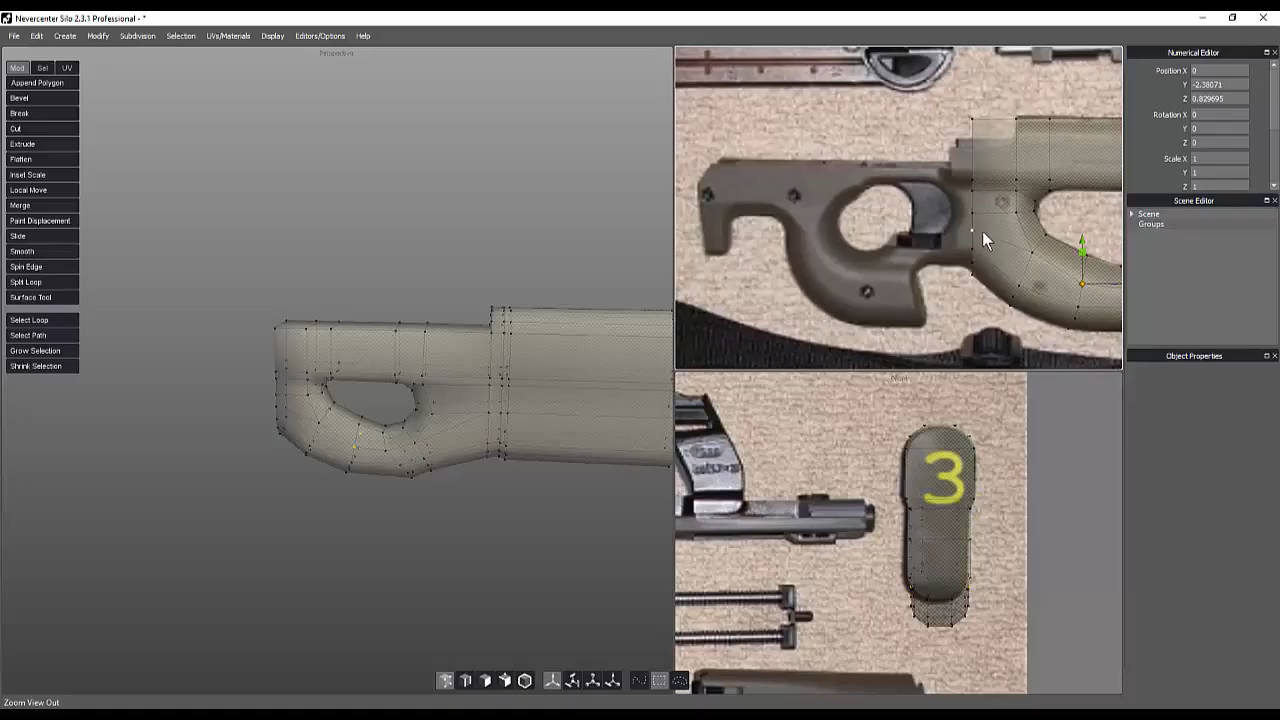 Nevercenter Silo 2.3.1 Professional - *
File Edit Create Modify Subdivision Selection UVs/Materials Display Editors/Options Help
Perspective
Mod Sel UV
Append Polygon
Bevel
Break
Cut
Extrude
Flatten
Inset Scale
Local Move
Merge
Paint Displacement
Slide
Smooth
Spin Edge
Split Loop
Surface Tool
Select Loop
Select Path
Grow Selection
Shrink Selection
3
Numerical Editor
Position X 0
Y -2.38071
Z 0.829695
Rotation X 0
Y 0
Z 0
Scale X 1
Y 1
Z 1
Scene Editor
Scene
Groups
Object Properties
Zoom View Out